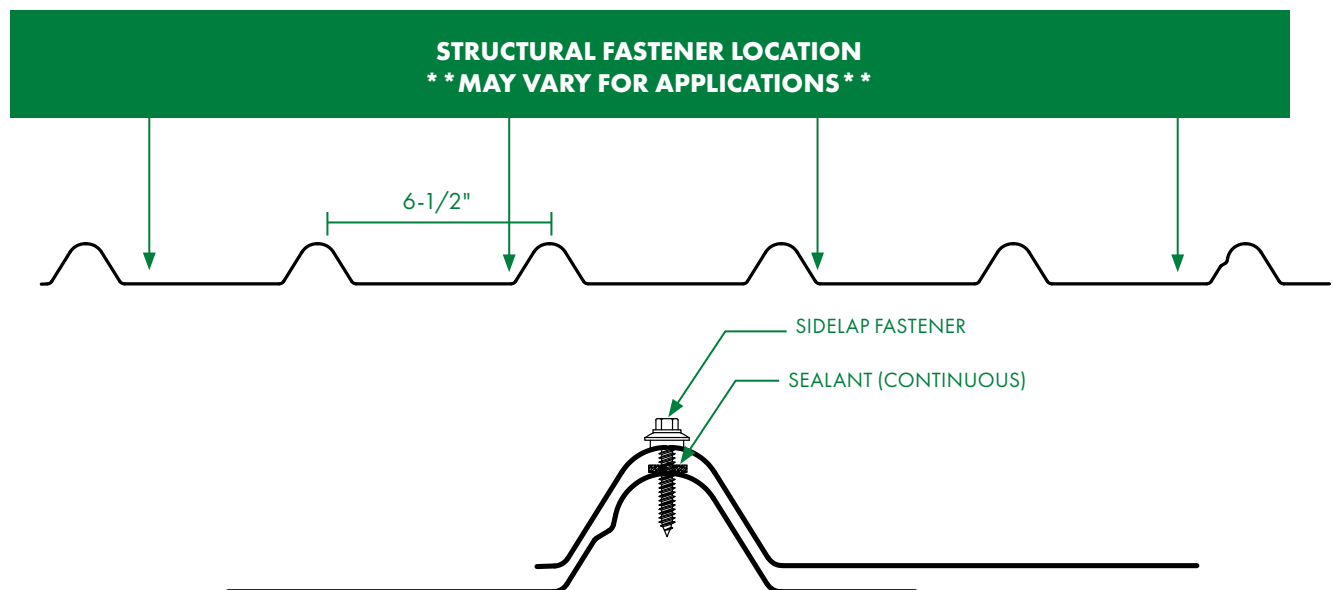 STRUCTURAL FASTENER LOCATION
**MAY VARY FOR APPLICATIONS**
6-1/2"
SIDELAP FASTENER
SEALANT (CONTINUOUS)